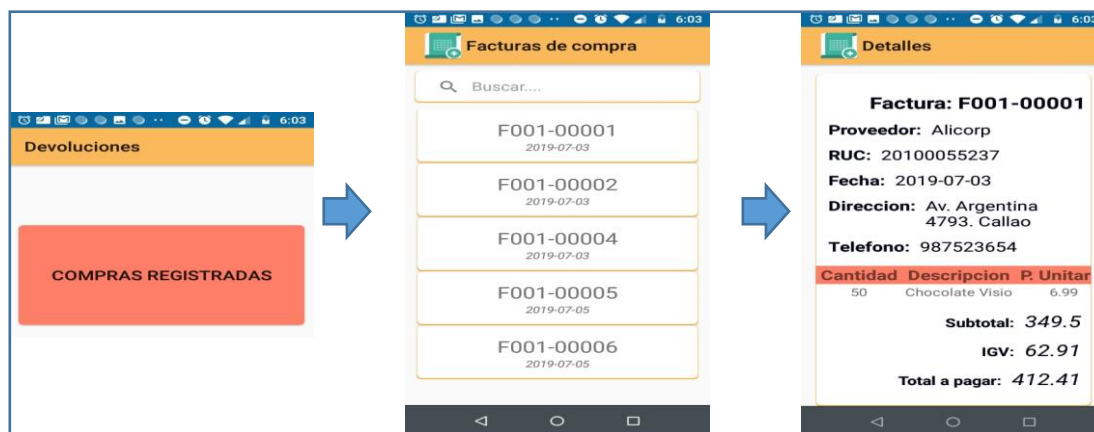 6:03
Devoluciones
COMPRAS REGISTRADAS
6:03
Facturas de compra
Buscar....
F001-00001
2019-07-03
F001-00002
2019-07-03
F001-00004
2019-07-03
F001-00005
2019-07-05
F001-00006
2019-07-05
6:03
Detalles
Factura: F001-00001
Proveedor: Alicorp
RUC: 20100055237
Fecha: 2019-07-03
Direccion: Av. Argentina
4793. Callao
Telefono: 987523654
Cantidad Descripcion P. Unitar
50 Chocolate Visio 6.99
Subtotal: 349.5
IGV: 62.91
Total a pagar: 412.41